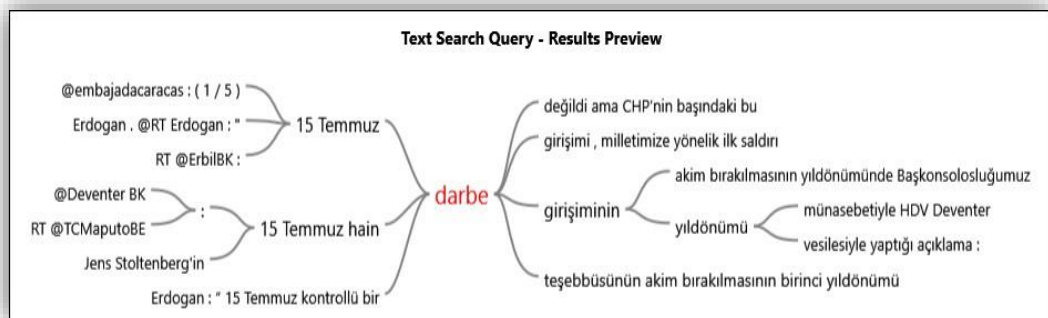 Text Search Query - Results Preview
@embajadacaracas : ( 1 / 5 )
Erdogan . @RT Erdogan : "
RT @ErbilBK :
15 Temmuz
@Deventer BK
RT @TCMaputoBE
:
Jens Stoltenberg'in
15 Temmuz hain
Erdogan : " 15 Temmuz kontrollü bir
darbe
değildi ama CHP'nin başındaki bu
girişimi , milletimize yönelik ilk saldırı
girişiminin
akim bırakılmasının yıldönümünde Başkonsolosluğumuz
yıldönümü
münasebetiyle HDV Deventer
vesilesiyle yaptığı açıklama :
teşebbüsünün akim bırakılmasının birinci yıldönümü